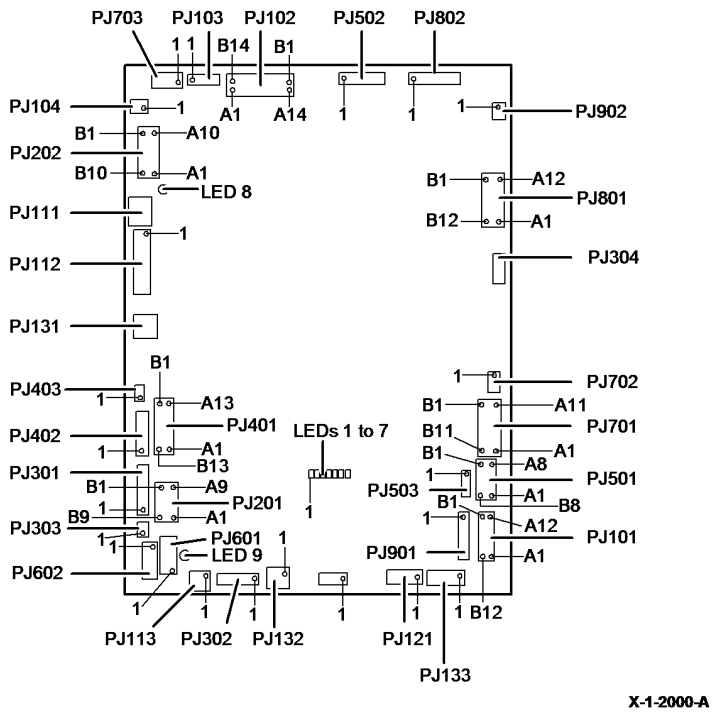 PJ703 PJ103 PJ102 PJ502 PJ802
1 1 B14 B1
PJ104 1 A1 A14 1 1 1 PJ902
B1 A10
PJ202
B10 A1 B1 A12
LED 8 PJ801
PJ111 B12 A1
1
PJ112 PJ304
PJ131
B1 1 PJ702
PJ403
1 A13 B1 A11
PJ402 PJ401 LEDs 1 to 7 B11 PJ701
A1 B1 A1
B13 A8
PJ301 1 PJ501
B1 A9 PJ503
1 PJ201 1 A1
B9 A1 B1 B8
PJ303 1 PJ601 1 A12 PJ101
1 LED 9 PJ901 A1
PJ602 1
1 1 1 1 1 B12
PJ113 PJ302 PJ132 PJ121
PJ133
X-1-2000-A